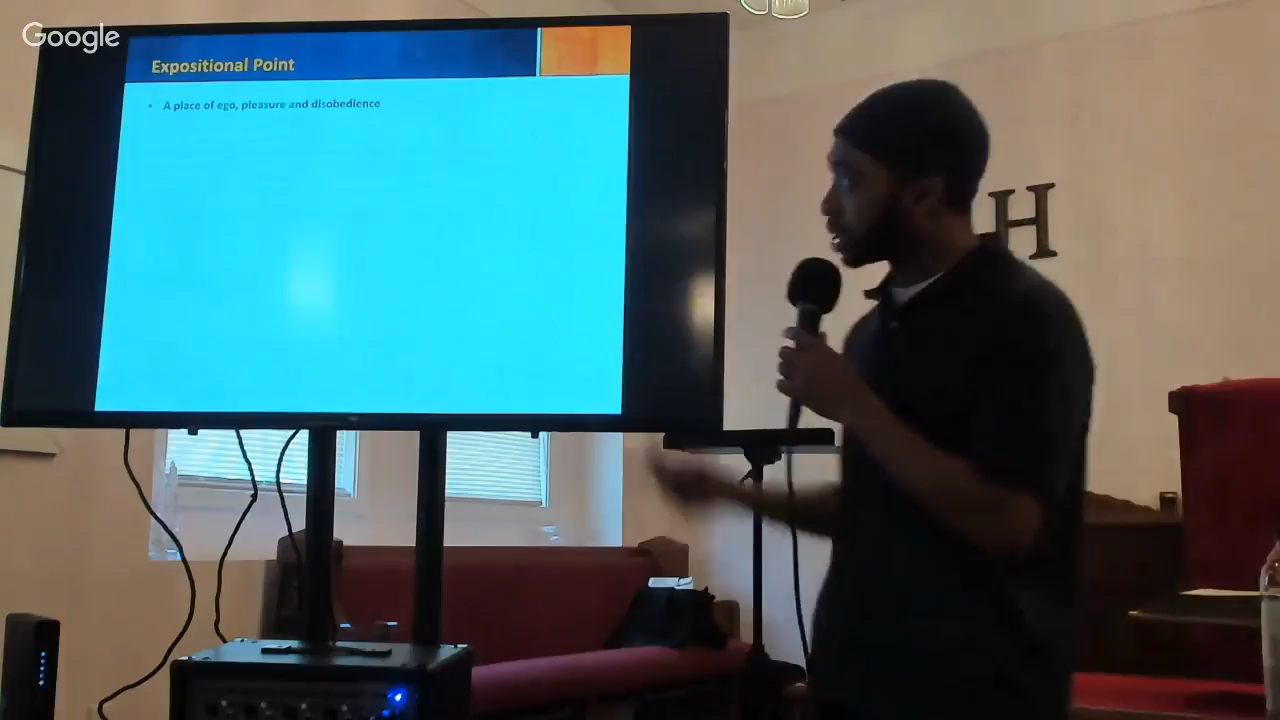 Google
Expositional Point
• A place of ego, pleasure and disobedience
H